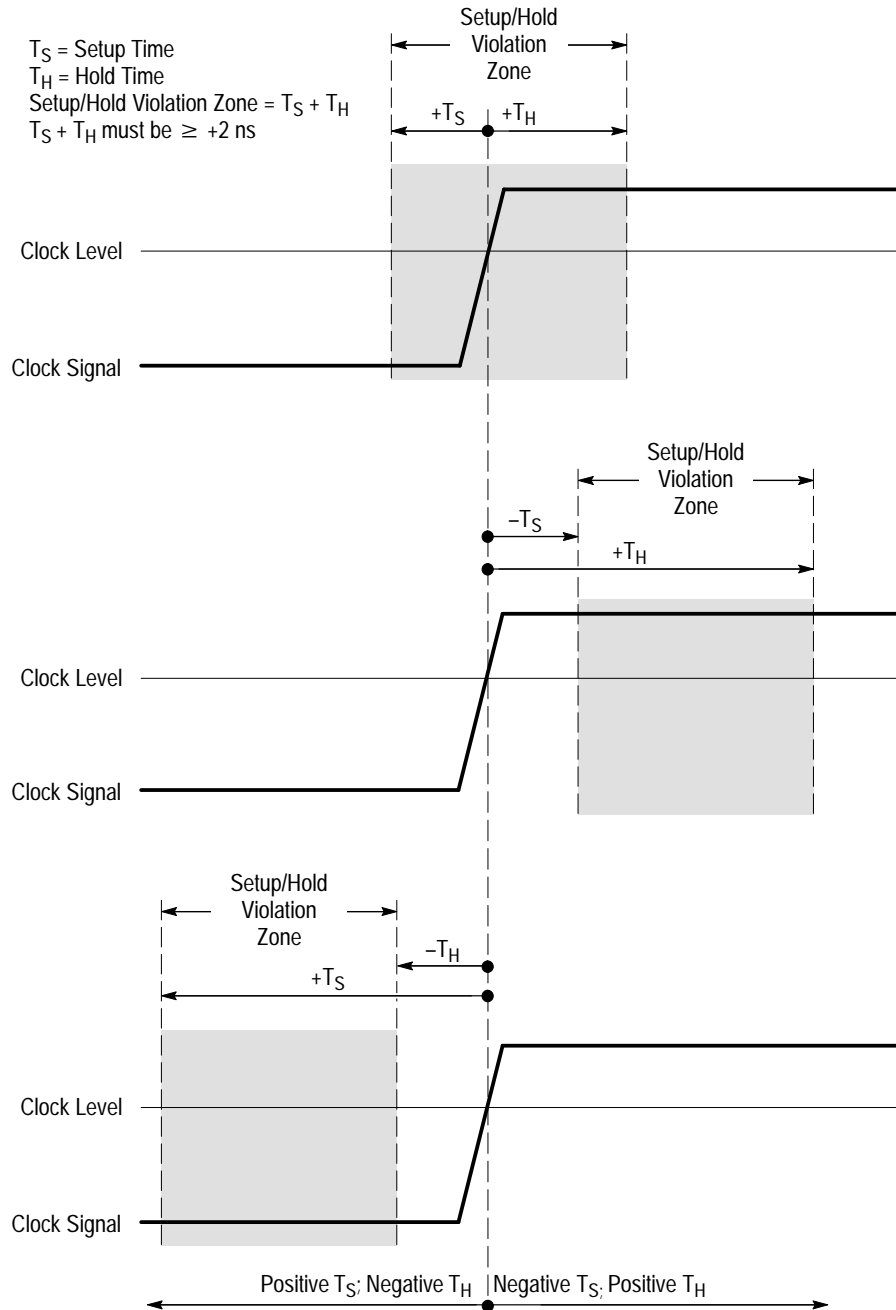 T_S = Setup Time
T_H = Hold Time
Setup/Hold Violation Zone = T_S + T_H
T_S + T_H must be ≥ +2 ns
Setup/Hold
Violation
Zone
+T_S
+T_H
Clock Level
Clock Signal
Setup/Hold
Violation
Zone
–T_S
+T_H
Clock Level
Clock Signal
Setup/Hold
Violation
Zone
–T_H
+T_S
Clock Level
Clock Signal
Positive T_S; Negative T_H
Negative T_S; Positive T_H